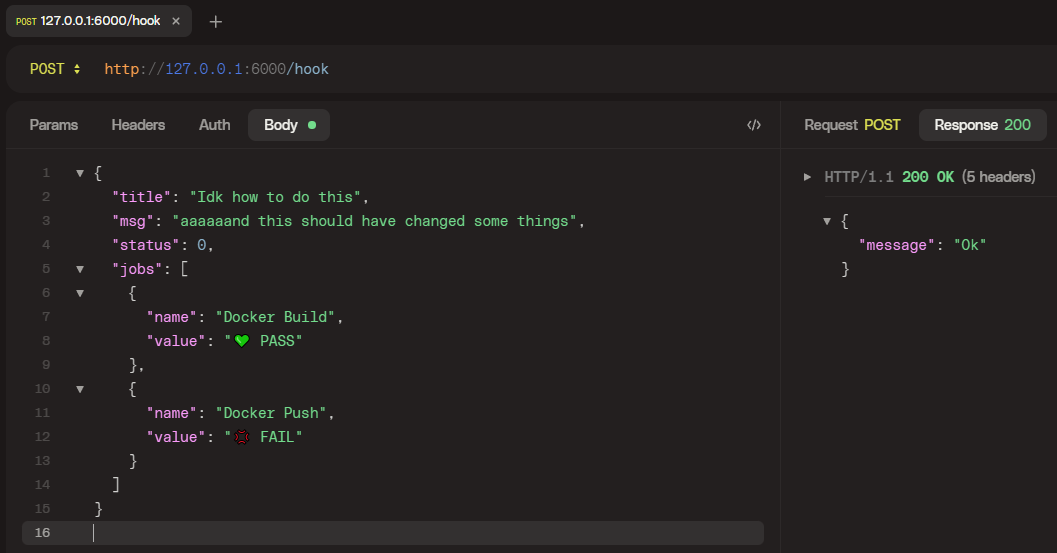 POST 127.0.0.1:6000/hook × +
POST http://127.0.0.1:6000/hook
Params Headers Auth Body </>
1 {
2 "title": "Idk how to do this",
3 "msg": "aaaaaand this should have changed some things",
4 "status": 0,
5 "jobs": [
6 {
7 "name": "Docker Build",
8 "value": "💚 PASS"
9 },
10 {
11 "name": "Docker Push",
12 "value": "💢 FAIL"
13 }
14 ]
15 }
16
Request POST Response 200
HTTP/1.1 200 OK (5 headers)
{
"message": "Ok"
}